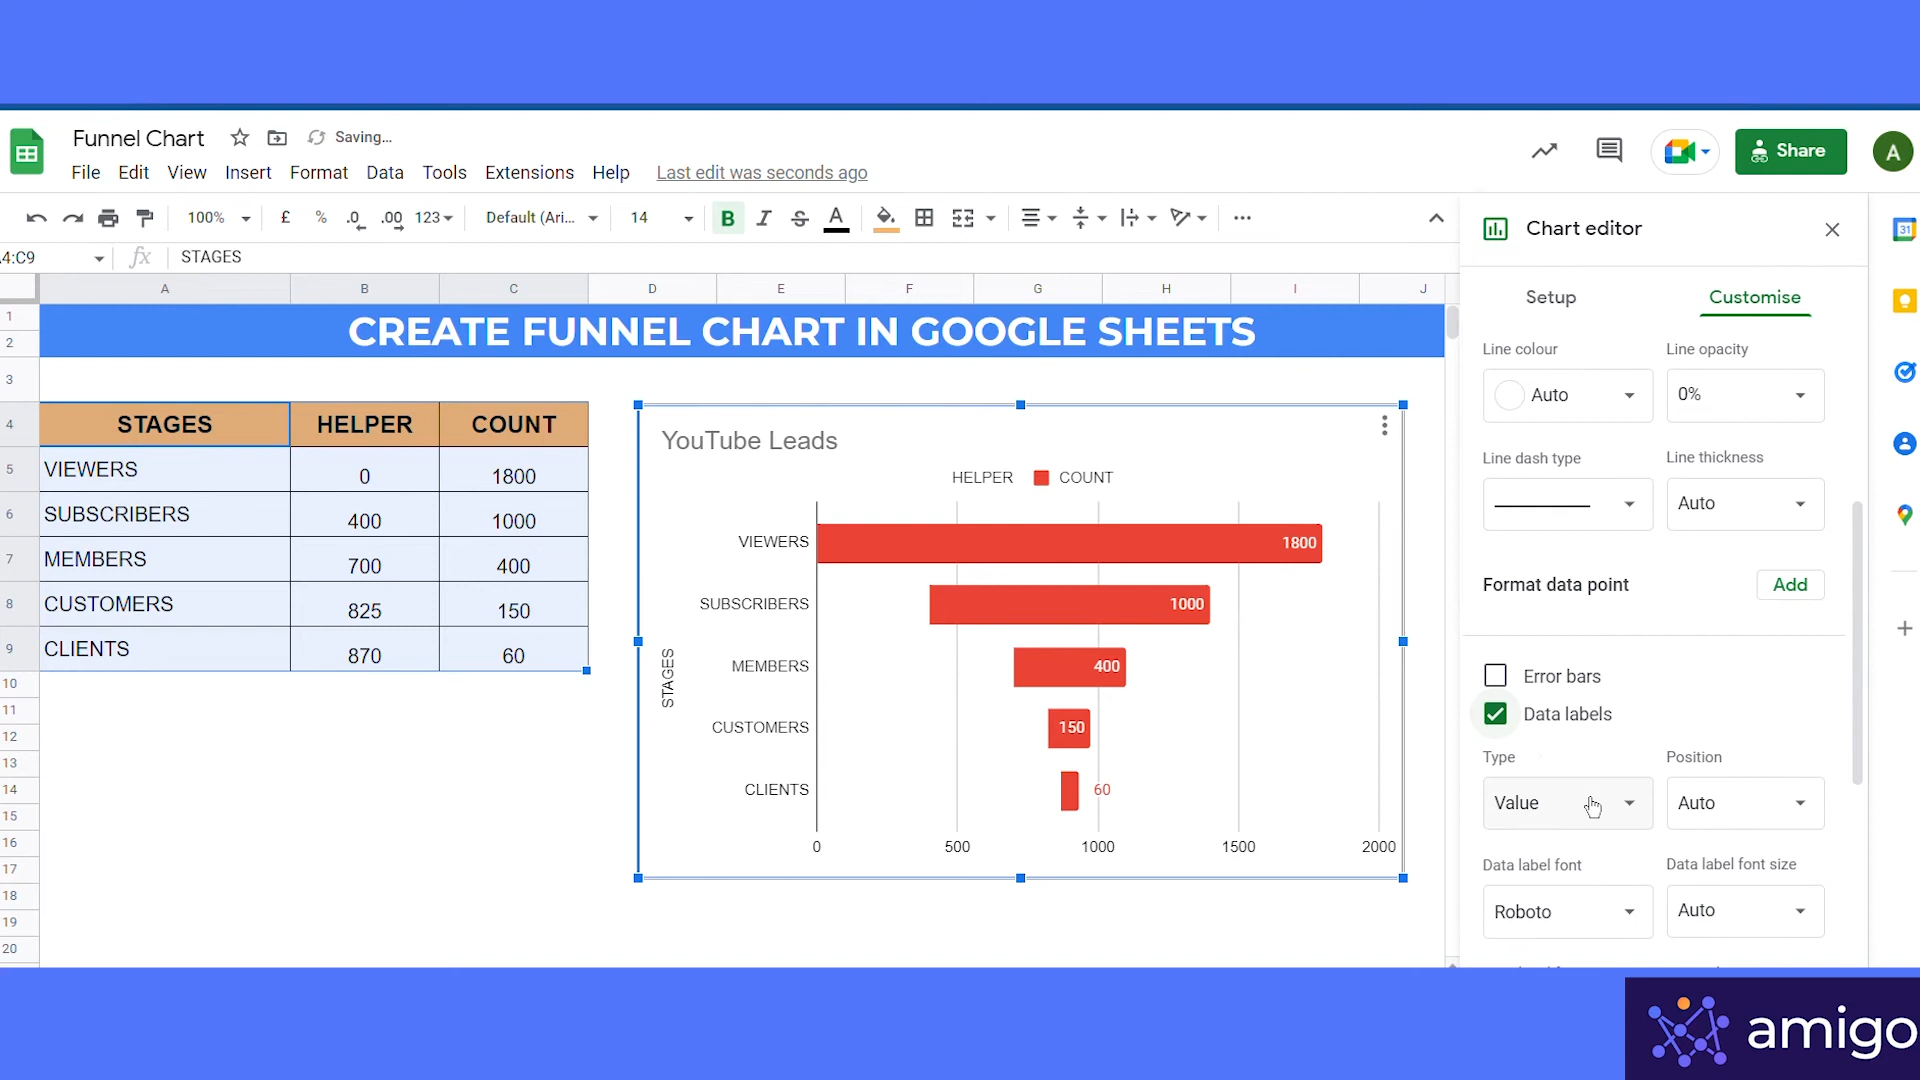 Funnel Chart
Saving...
File Edit View Insert Format Data Tools Extensions Help Last edit was seconds ago
Share
A
100% £ % .0 .00 123 Default (Ari... 14 B I S A
4:C9 fx STAGES
Chart editor
Setup Customise
A B C D E F G H I J
1
2
3
4
5
6
7
8
9
10
11
12
13
14
15
16
17
18
19
20
CREATE FUNNEL CHART IN GOOGLE SHEETS
STAGES HELPER COUNT
VIEWERS 0 1800
SUBSCRIBERS 400 1000
MEMBERS 700 400
CUSTOMERS 825 150
CLIENTS 870 60
YouTube Leads
HELPER COUNT
STAGES
VIEWERS 1800
SUBSCRIBERS 1000
MEMBERS 400
CUSTOMERS 150
CLIENTS 60
0 500 1000 1500 2000
Line colour Line opacity
Auto 0%
Line dash type Line thickness
Auto
Format data point Add
Error bars
Data labels
Type Position
Value Auto
Data label font Data label font size
Roboto Auto
31
amigo